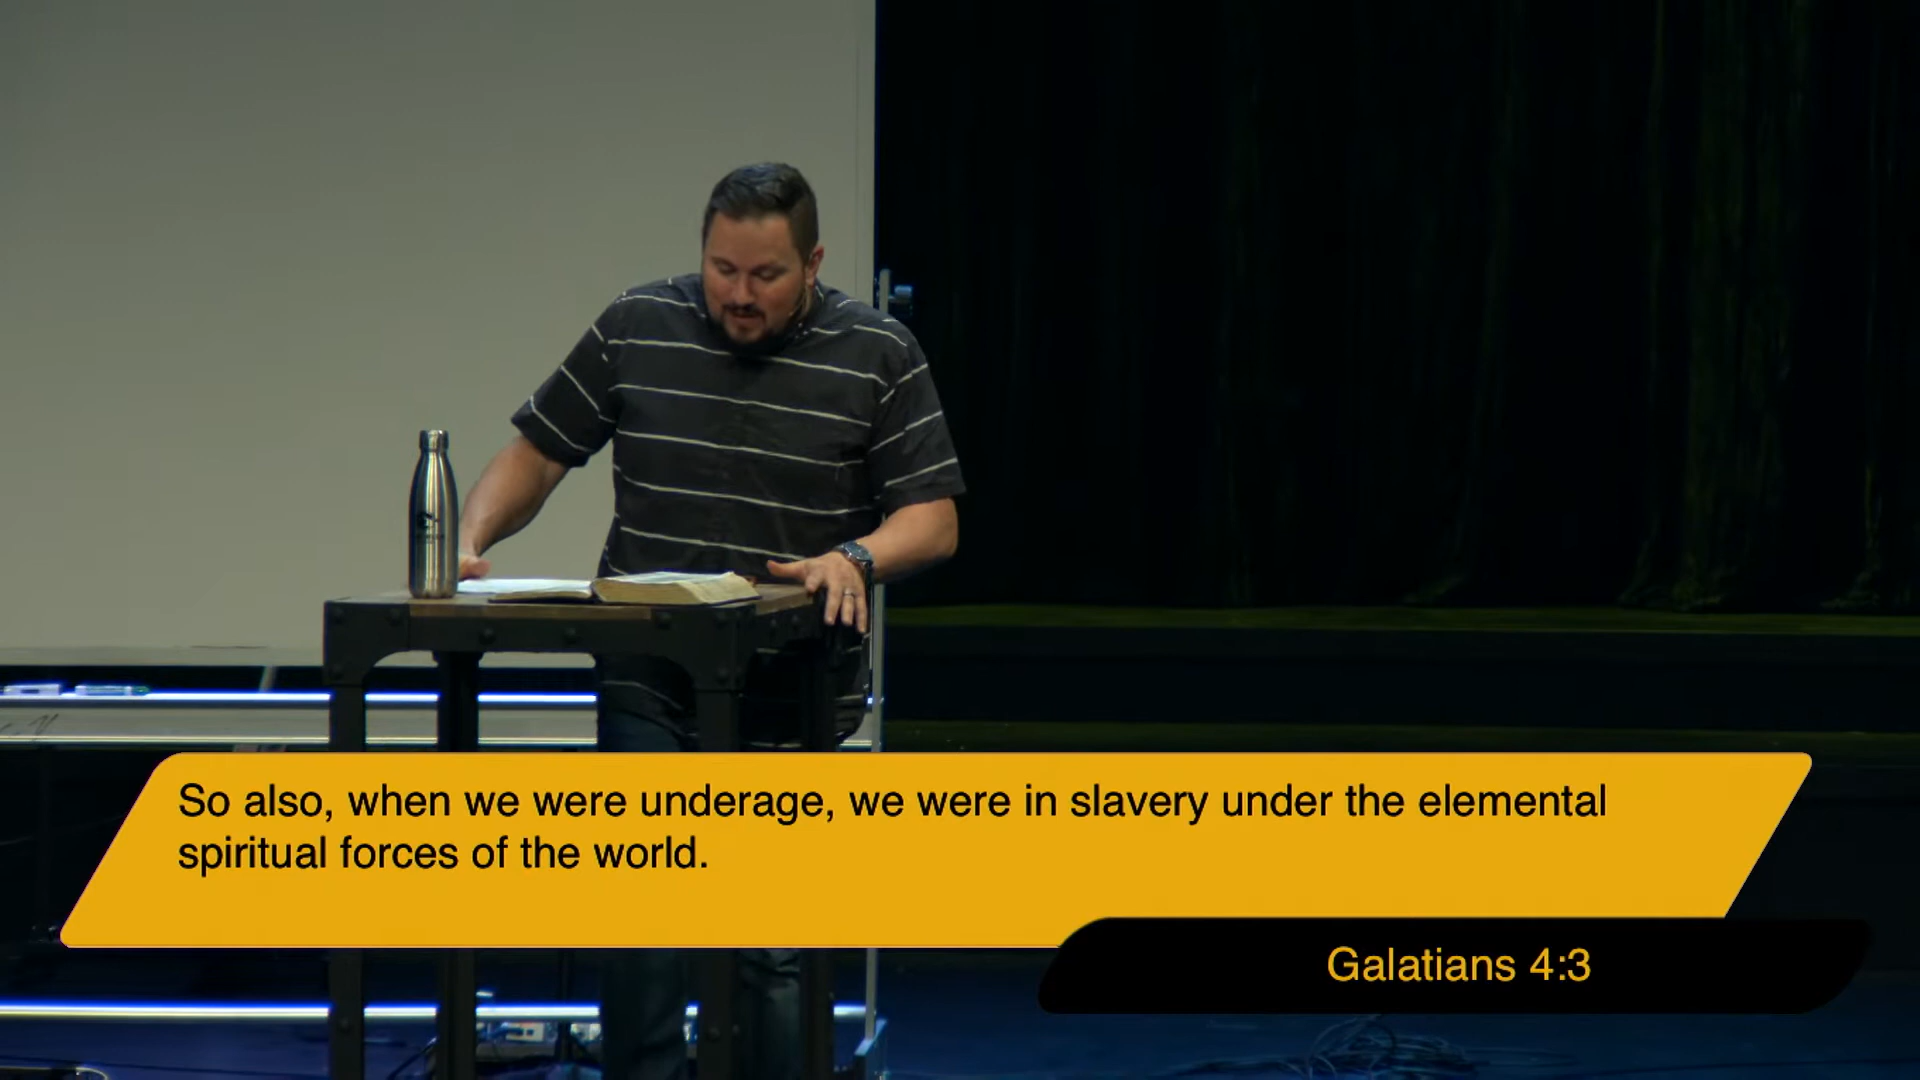 So also, when we were underage, we were in slavery under the elemental
spiritual forces of the world.
Galatians 4:3